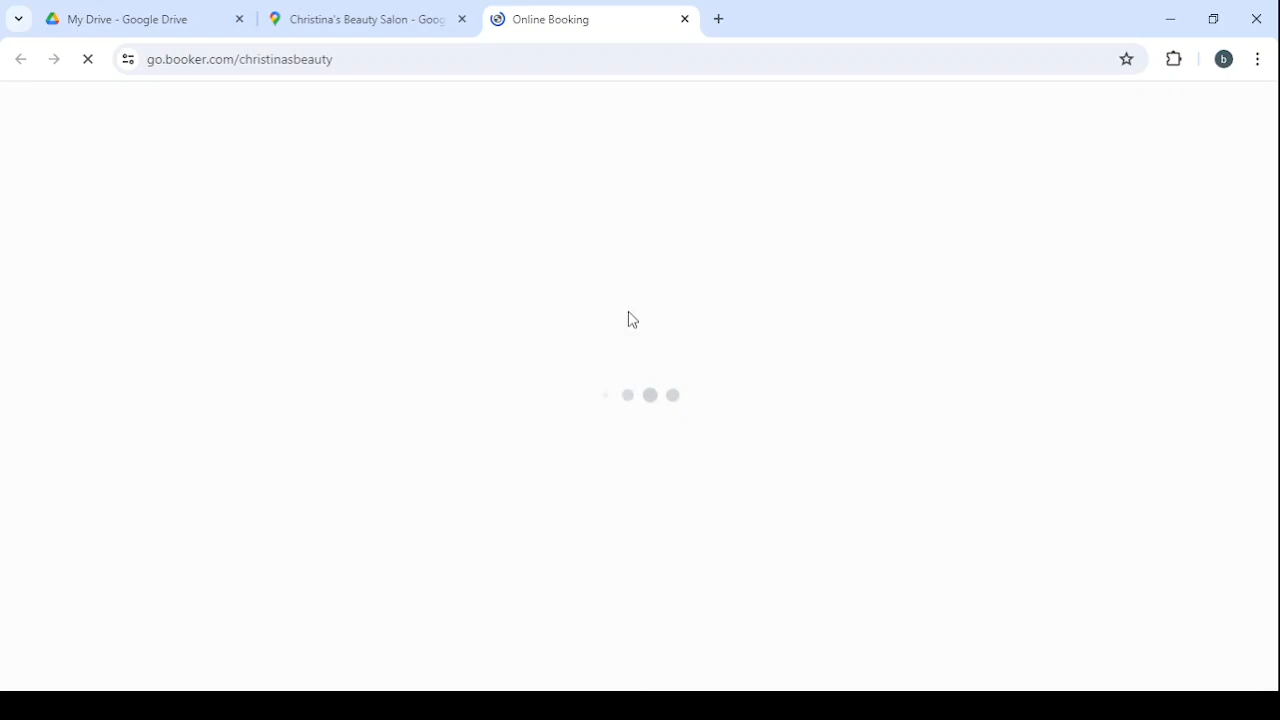 My Drive - Google Drive
Christina's Beauty Salon - Goog
Online Booking
go.booker.com/christinasbeauty
b